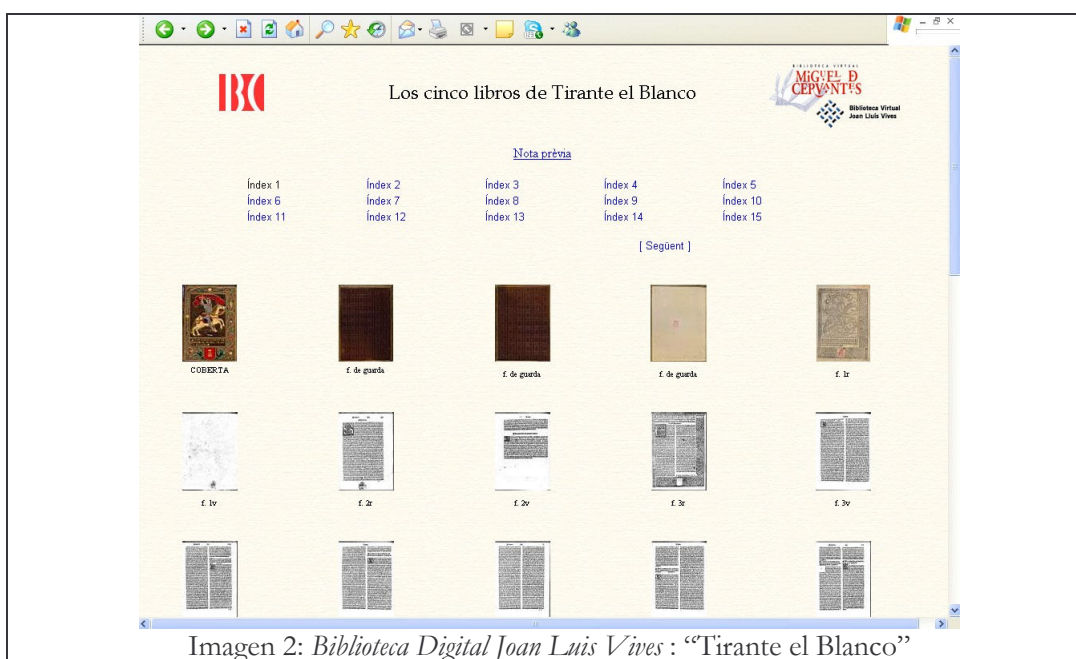 BC
Los cinco libros de Tirante el Blanco
BIBLIOTECA VIRTUAL
MiGUEL D
CERVANTES
Biblioteca Virtual
Joan Lluís Vives
Nota prèvia
Índex 1 Índex 2 Índex 3 Índex 4 Índex 5
Índex 6 Índex 7 Índex 8 Índex 9 Índex 10
Índex 11 Índex 12 Índex 13 Índex 14 Índex 15
[ Següent ]
COBERTA f. de guarda f. de guarda f. de guarda f. 1r
f. 1v f. 2r f. 2v f. 3r f. 3v
Imagen 2: Biblioteca Digital Joan Luis Vives : “Tirante el Blanco”